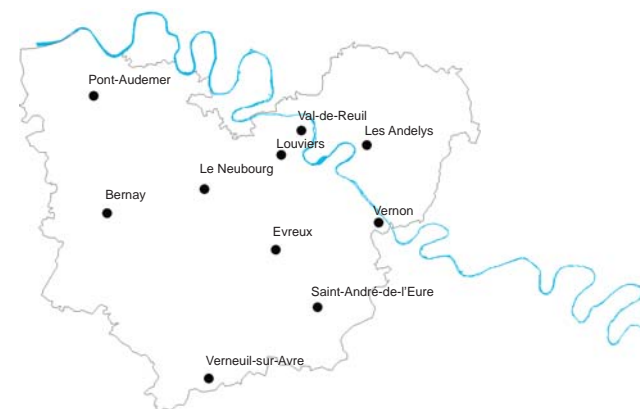 Pont-Audemer
Val-de-Reuil
Les Andelys
Louviers
Le Neubourg
Bernay
Vernon
Evreux
Saint-André-de-l'Eure
Verneuil-sur-Avre